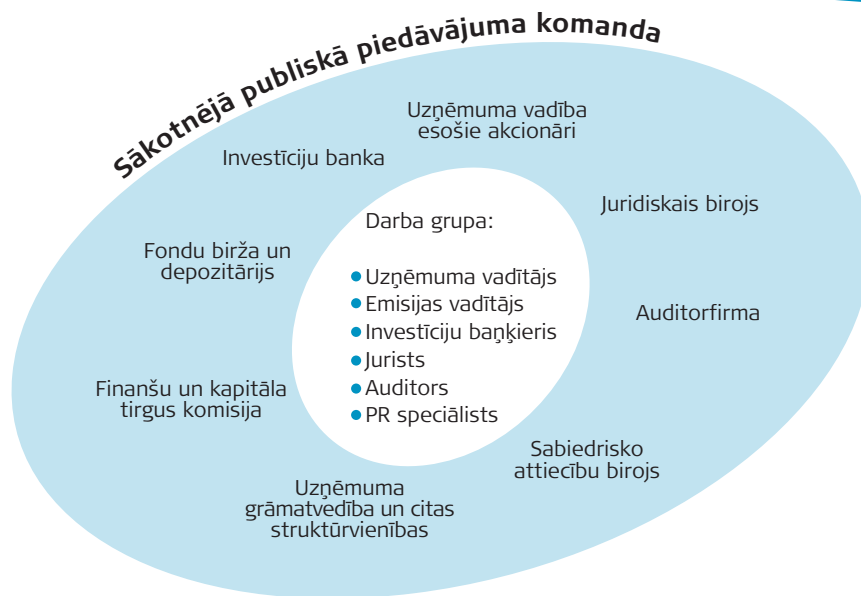 Sākotnējā publiskā piedāvājuma komanda
Uzņēmuma vadība
esošie akcionāri
Investīciju banka
Juridiskais birojs
Fondu birža un
depozitārijs
Auditorfirma
Finanšu un kapitāla
tirgus komisija
Sabiedrisko
attiecību birojs
Uzņēmuma
grāmatvedība un citas
struktūrvienības
Darba grupa:
• Uzņēmuma vadītājs
• Emisijas vadītājs
• Investīciju baņķieris
• Jurists
• Auditors
• PR speciālists